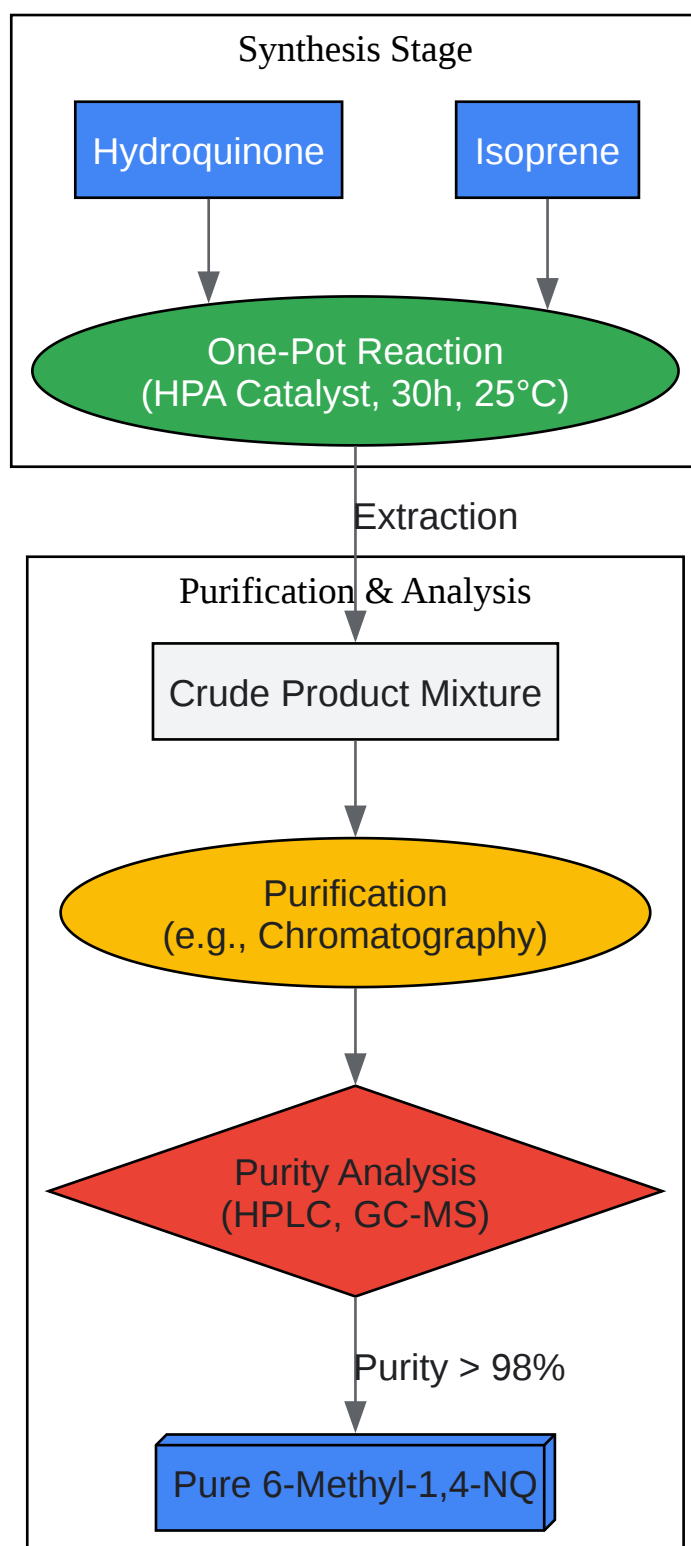 Synthesis Stage
Hydroquinone
Isoprene
One-Pot Reaction
(HPA Catalyst, 30h, 25°C)
Extraction
Purification & Analysis
Crude Product Mixture
Purification
(e.g., Chromatography)
Purity Analysis
(HPLC, GC-MS)
Purity > 98%
Pure 6-Methyl-1,4-NQ